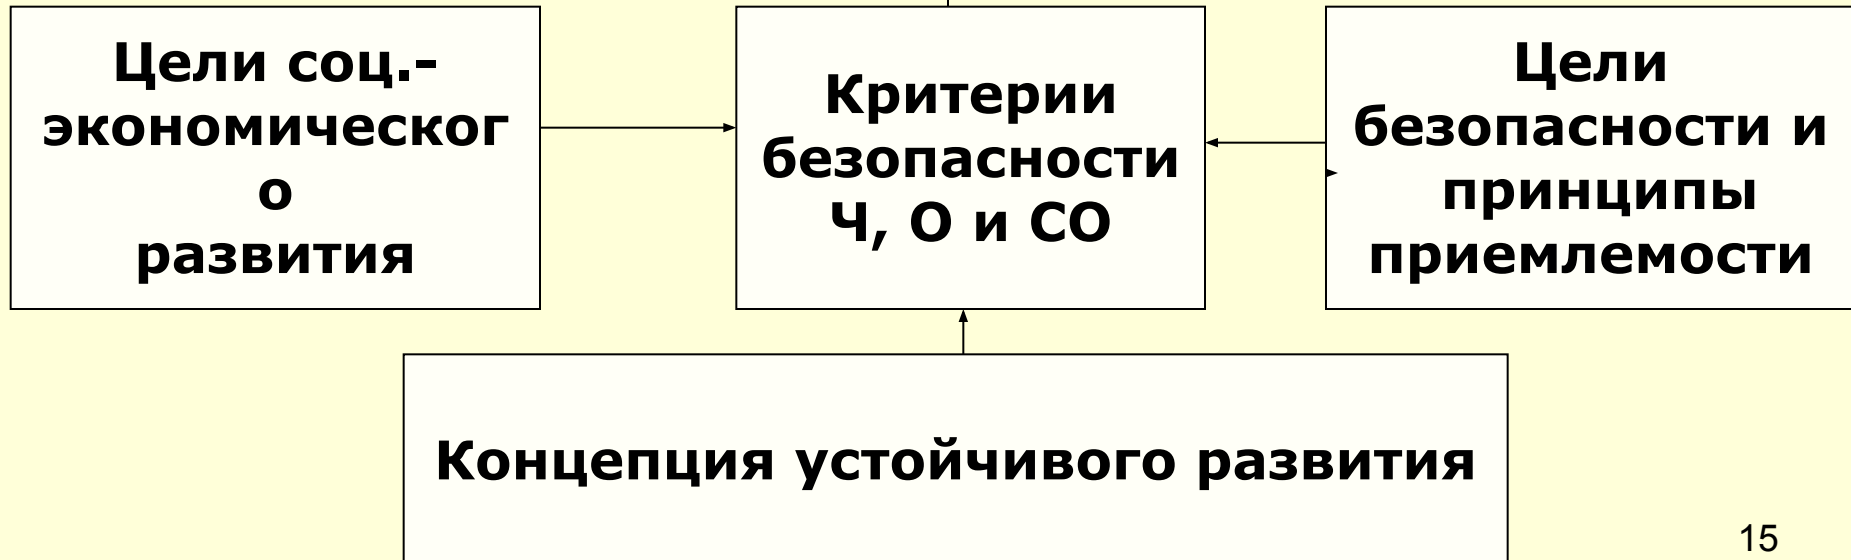 Цели соц.-
экономическог
о
развития
Критерии
безопасности
Ч, О и СО
Цели
безопасности и
принципы
приемлемости
Концепция устойчивого развития
15